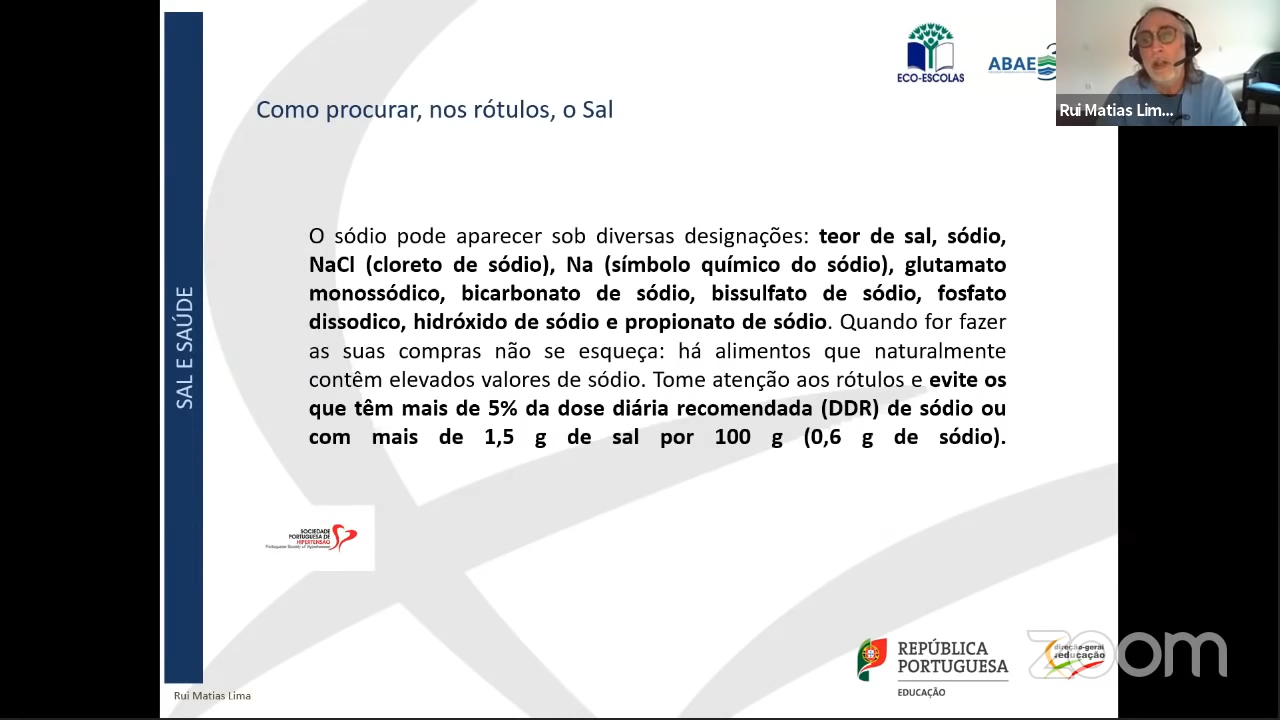 ECO-ESCOLAS
ABAE
Rui Matias Lim...
Como procurar, nos rótulos, o Sal
SAL E SAÚDE
O sódio pode aparecer sob diversas designações: teor de sal, sódio,
NaCl (cloreto de sódio), Na (símbolo químico do sódio), glutamato
monossódico, bicarbonato de sódio, bissulfato de sódio, fosfato
dissodico, hidróxido de sódio e propionato de sódio. Quando for fazer
as suas compras não se esqueça: há alimentos que naturalmente
contêm elevados valores de sódio. Tome atenção aos rótulos e evite os
que têm mais de 5% da dose diária recomendada (DDR) de sódio ou
com mais de 1,5 g de sal por 100 g (0,6 g de sódio).
SOCIEDADE
PORTUGUESA DE
HIPERTENSÃO
Portuguese Society of Hypertension
REPÚBLICA
PORTUGUESA
EDUCAÇÃO
direção-geral
educação
zoom
Rui Matias Lima